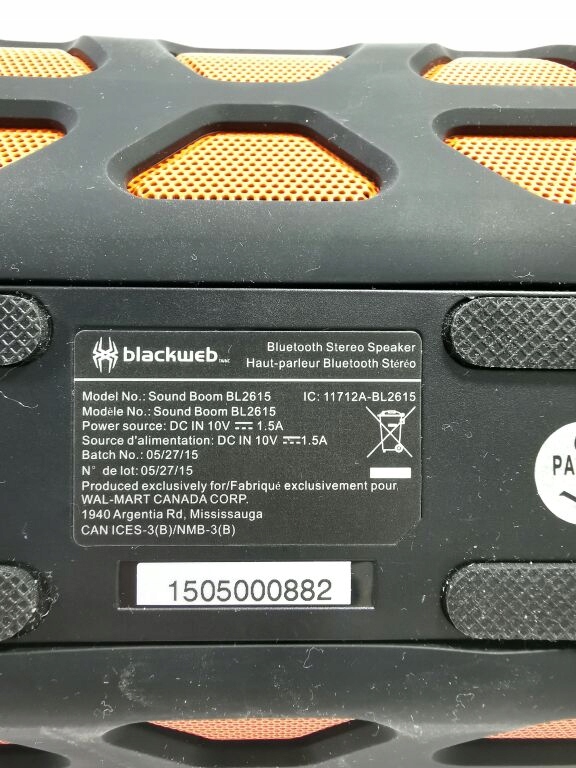 blackweb
Bluetooth Stereo Speaker
Haut-parleur Bluetooth Stéréo
Model No.: Sound Boom BL2615 IC: 11712A-BL2615
Modèle No.: Sound Boom BL2615
Power source: DC IN 10V ⎓ 1.5A
Source d'alimentation: DC IN 10V ⎓1.5A
Batch No.: 05/27/15
N° de lot: 05/27/15
Produced exclusively for/Fabriqué exclusivement pour
WAL-MART CANADA CORP.
1940 Argentia Rd, Mississauga
CAN ICES-3(B)/NMB-3(B)
1505000882